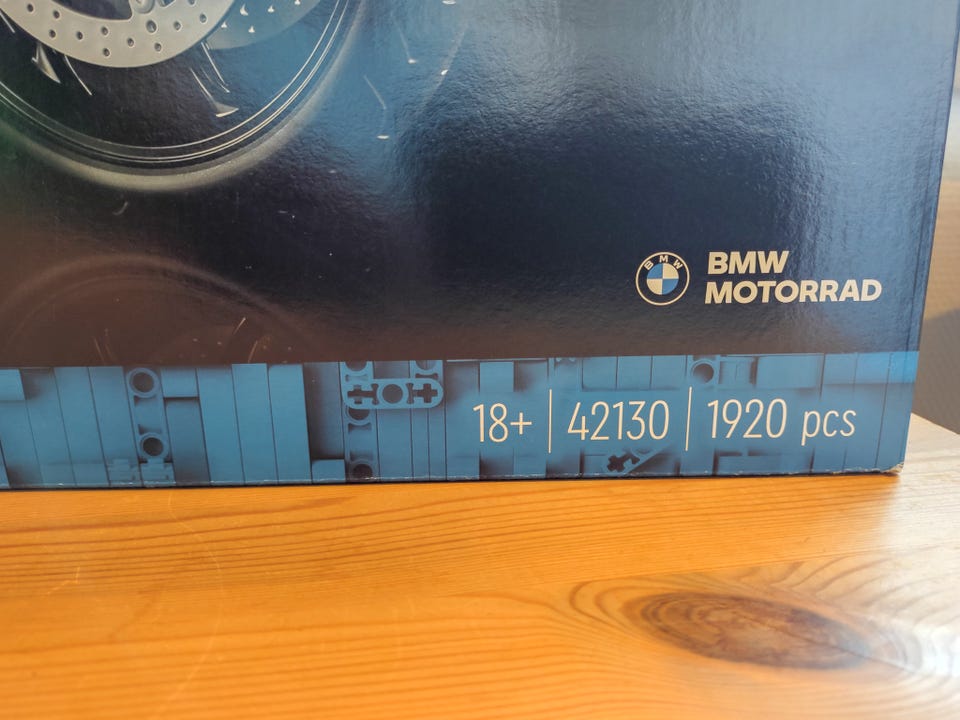 BMW
BMW
MOTORRAD
18+ | 42130 | 1920 pcs